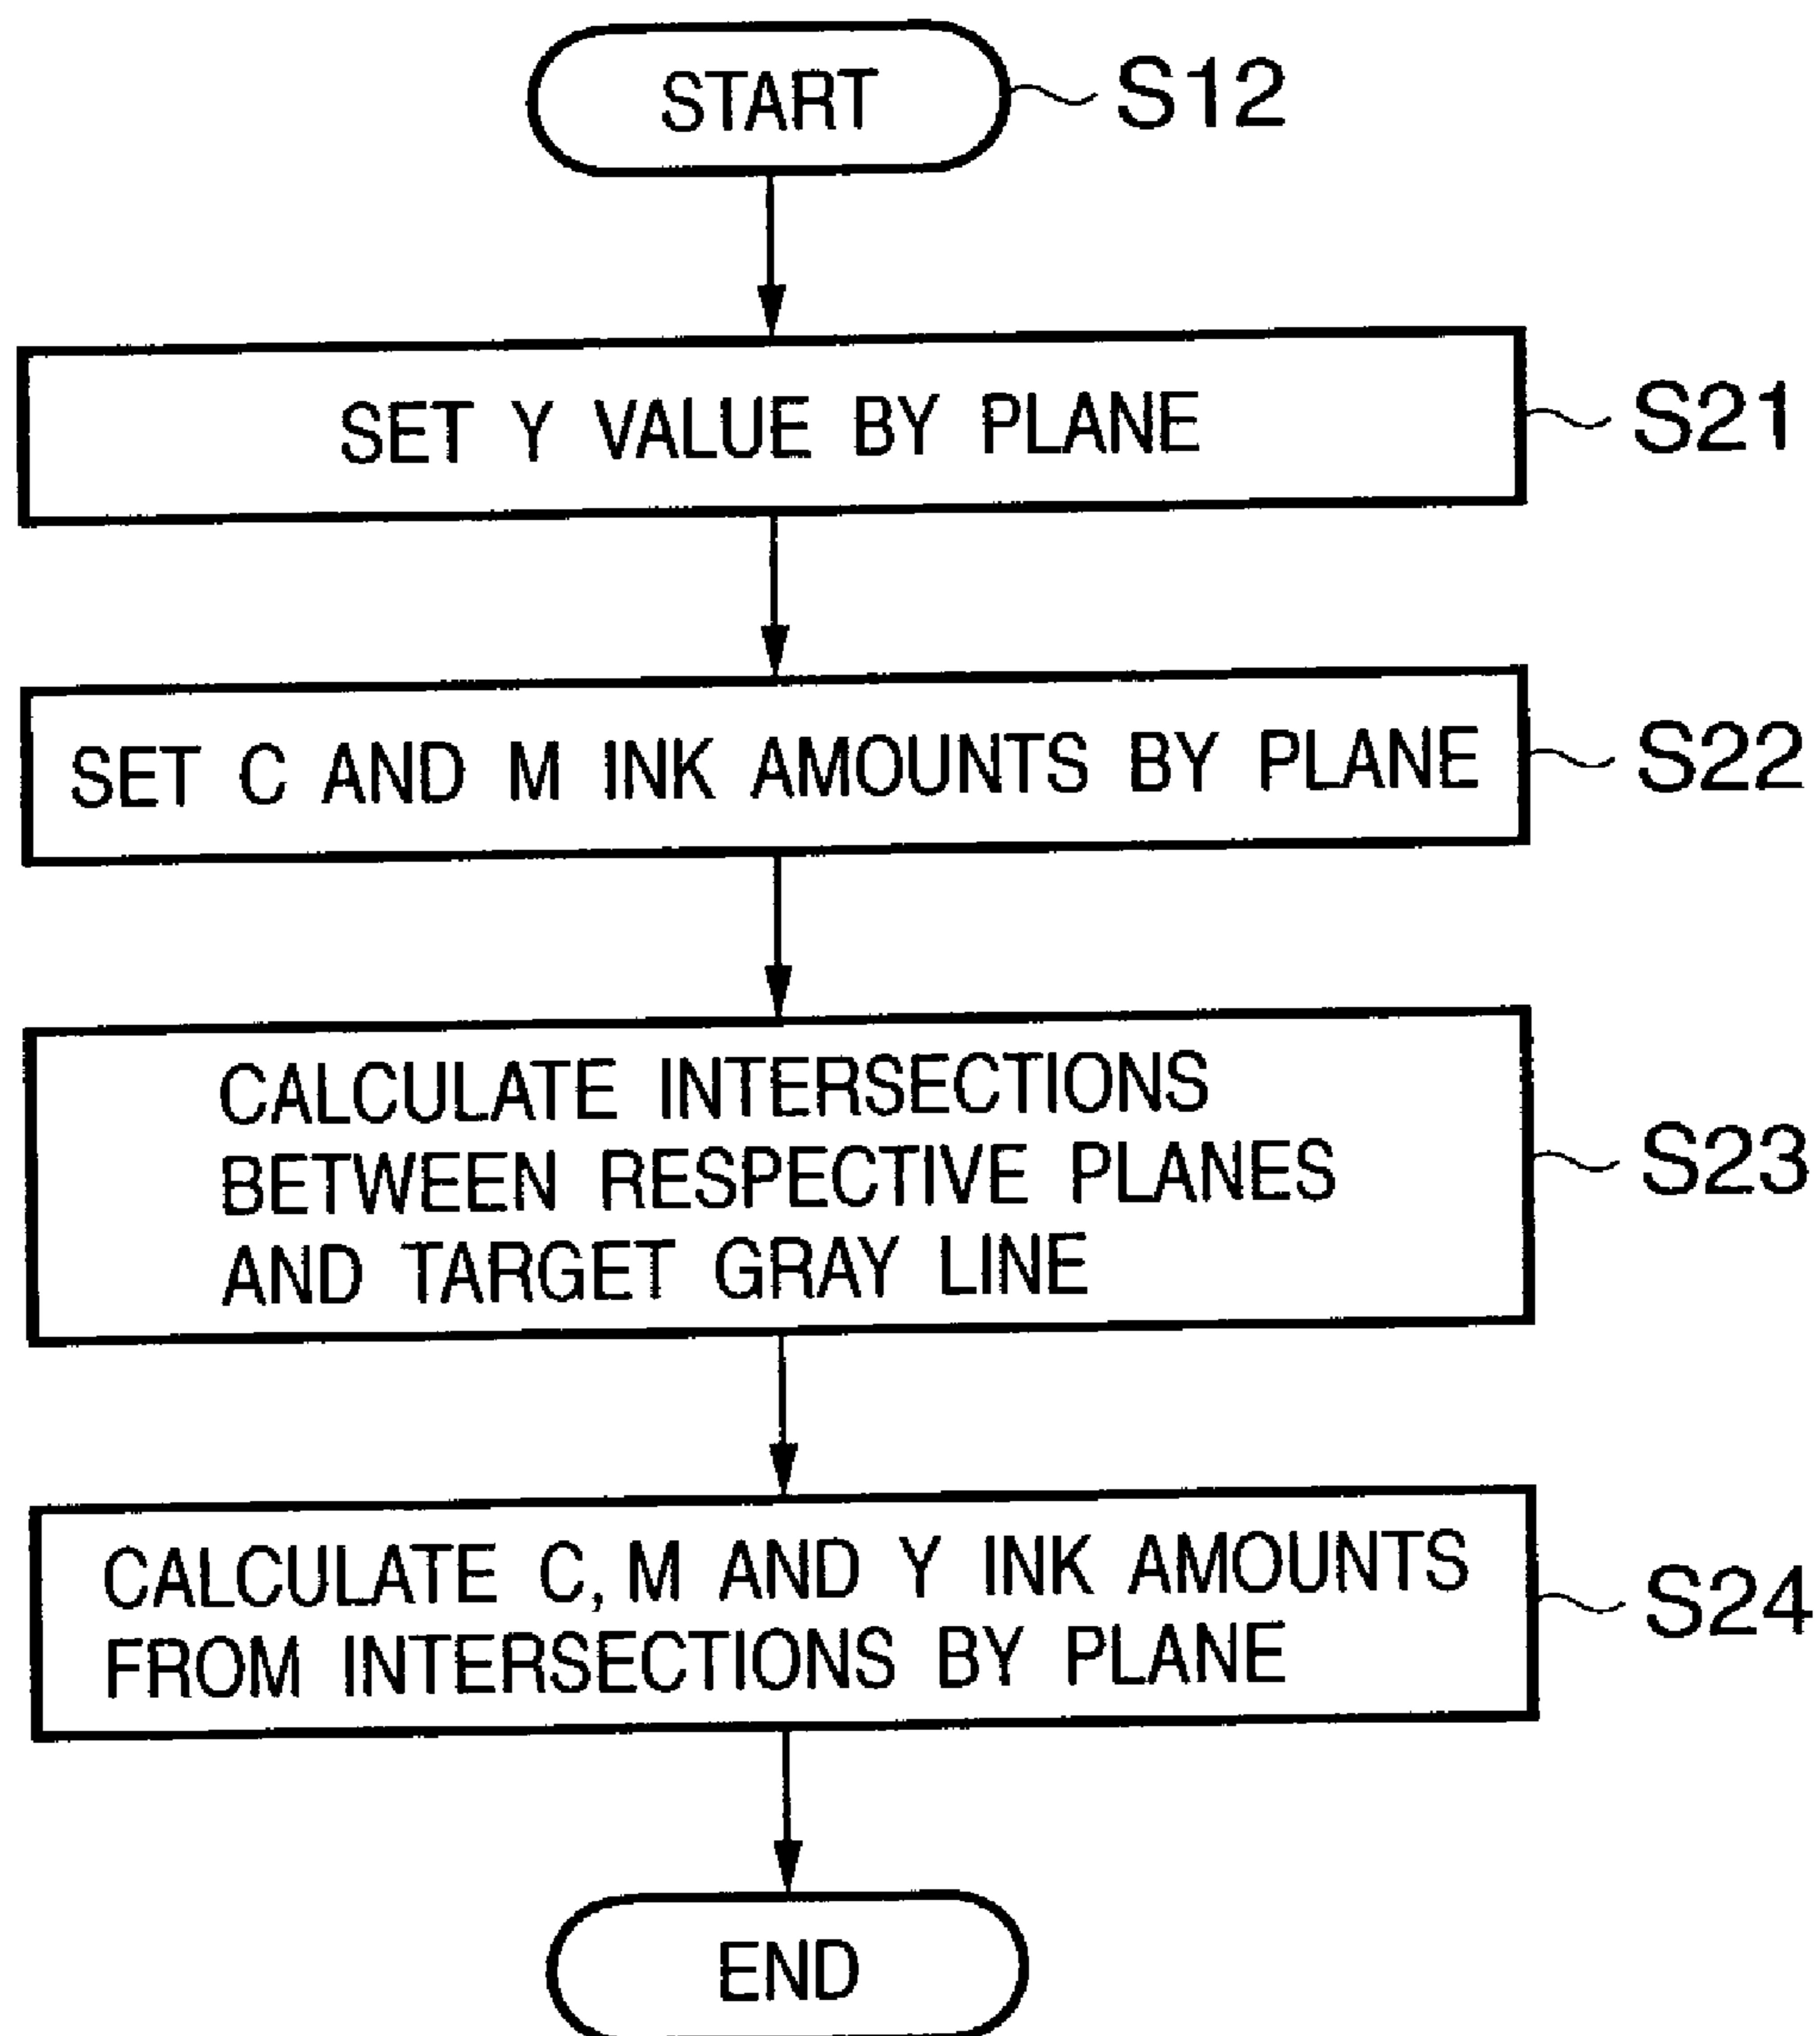 START
S12
SET Y VALUE BY PLANE
S21
SET C AND M INK AMOUNTS BY PLANE
S22
CALCULATE INTERSECTIONS
BETWEEN RESPECTIVE PLANES
AND TARGET GRAY LINE
S23
CALCULATE C, M AND Y INK AMOUNTS
FROM INTERSECTIONS BY PLANE
S24
END